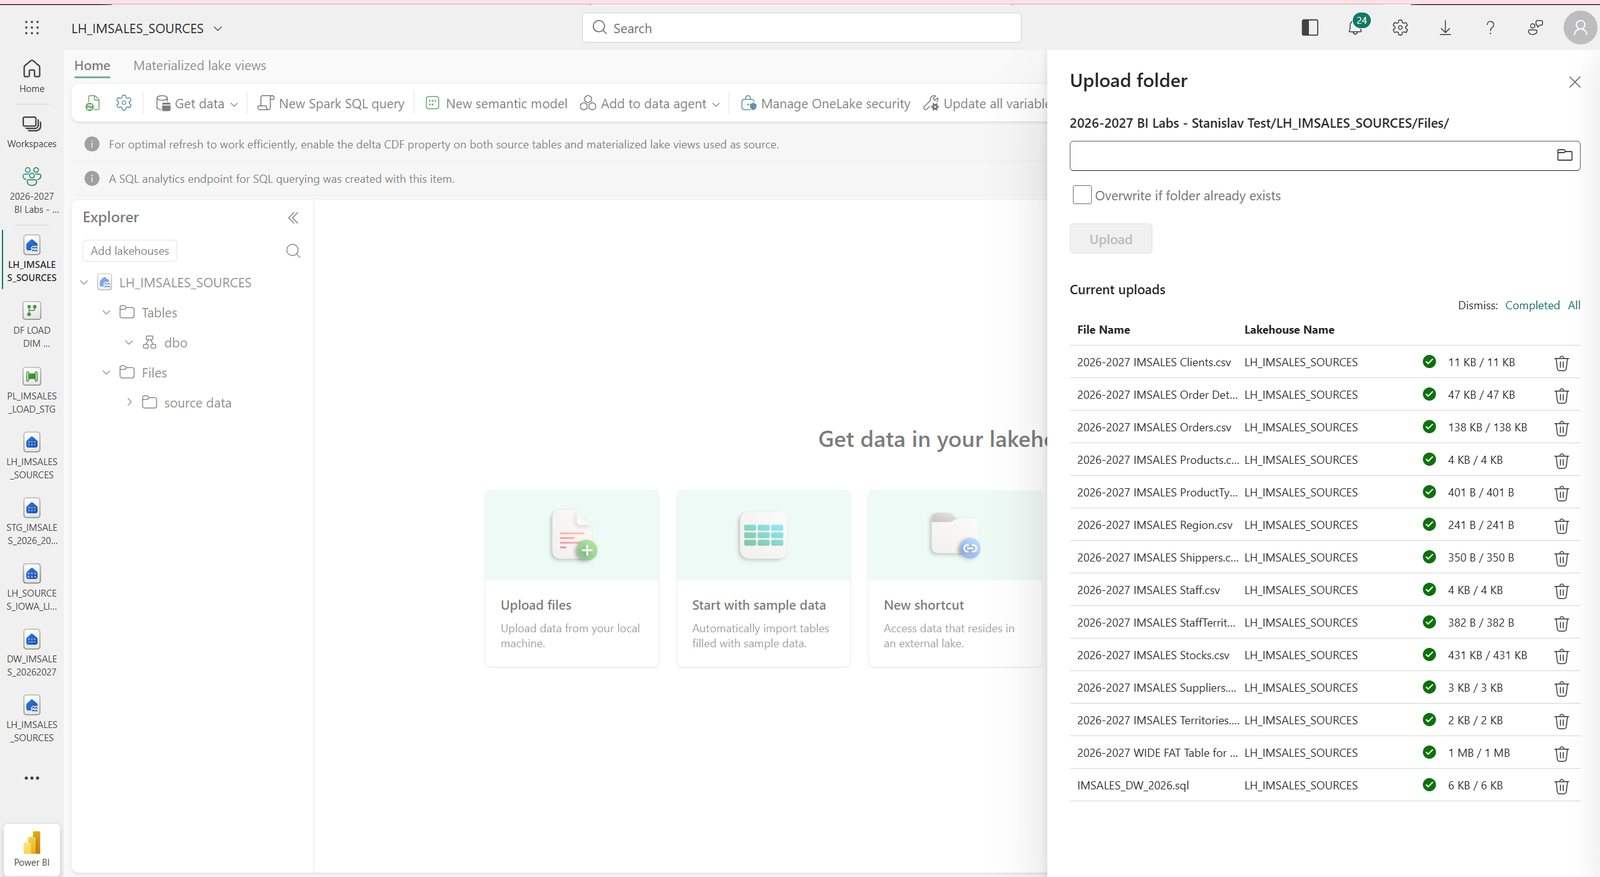 LH_IMSALES_SOURCES
Search
24
Home
Workspaces
2026-2027
BI Labs - ...
LH_IMSALE
S_SOURCES
DF LOAD
DIM ...
PL_IMSALES
_LOAD_STG
LH_IMSALES
_SOURCES
STG_IMSALE
S_2026_20...
LH_SOURCE
S_IOWA_LI...
DW_IMSALE
S_20262027
LH_IMSALES
_SOURCES
Power BI
Home Materialized lake views
Get data New Spark SQL query New semantic model Add to data agent Manage OneLake security Update all variable
For optimal refresh to work efficiently, enable the delta CDF property on both source tables and materialized lake views used as source.
A SQL analytics endpoint for SQL querying was created with this item.
Explorer
Add lakehouses
LH_IMSALES_SOURCES
Tables
dbo
Files
source data
Get data in your lakeh
Upload files
Upload data from your local
machine.
Start with sample data
Automatically import tables
filled with sample data.
New shortcut
Access data that resides in
an external lake.
Upload folder
2026-2027 BI Labs - Stanislav Test/LH_IMSALES_SOURCES/Files/
Overwrite if folder already exists
Upload
Current uploads
Dismiss: Completed All
File Name Lakehouse Name
2026-2027 IMSALES Clients.csv LH_IMSALES_SOURCES 11 KB / 11 KB
2026-2027 IMSALES Order Det... LH_IMSALES_SOURCES 47 KB / 47 KB
2026-2027 IMSALES Orders.csv LH_IMSALES_SOURCES 138 KB / 138 KB
2026-2027 IMSALES Products.c... LH_IMSALES_SOURCES 4 KB / 4 KB
2026-2027 IMSALES ProductTy... LH_IMSALES_SOURCES 401 B / 401 B
2026-2027 IMSALES Region.csv LH_IMSALES_SOURCES 241 B / 241 B
2026-2027 IMSALES Shippers.c... LH_IMSALES_SOURCES 350 B / 350 B
2026-2027 IMSALES Staff.csv LH_IMSALES_SOURCES 4 KB / 4 KB
2026-2027 IMSALES StaffTerrit... LH_IMSALES_SOURCES 382 B / 382 B
2026-2027 IMSALES Stocks.csv LH_IMSALES_SOURCES 431 KB / 431 KB
2026-2027 IMSALES Suppliers.... LH_IMSALES_SOURCES 3 KB / 3 KB
2026-2027 IMSALES Territories.... LH_IMSALES_SOURCES 2 KB / 2 KB
2026-2027 WIDE FAT Table for ... LH_IMSALES_SOURCES 1 MB / 1 MB
IMSALES_DW_2026.sql LH_IMSALES_SOURCES 6 KB / 6 KB